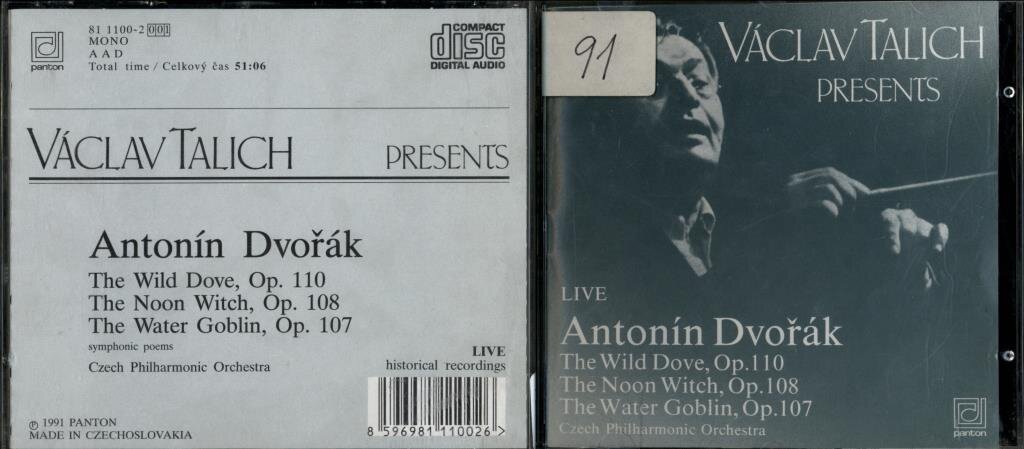 panton
81 1100-2 001
MONO
A A D
Total time / Celkový čas 51:06
COMPACT
disc
DIGITAL AUDIO
VÁCLAV TALICH PRESENTS
Antonín Dvořák
The Wild Dove, Op. 110
The Noon Witch, Op. 108
The Water Goblin, Op. 107
symphonic poems
Czech Philharmonic Orchestra
LIVE
historical recordings
℗ 1991 PANTON
MADE IN CZECHOSLOVAKIA
8 596981 110026 >
91
VÁCLAV TALICH
PRESENTS
LIVE
Antonín Dvořák
The Wild Dove, Op.110
The Noon Witch, Op.108
The Water Goblin, Op.107
Czech Philharmonic Orchestra
panton